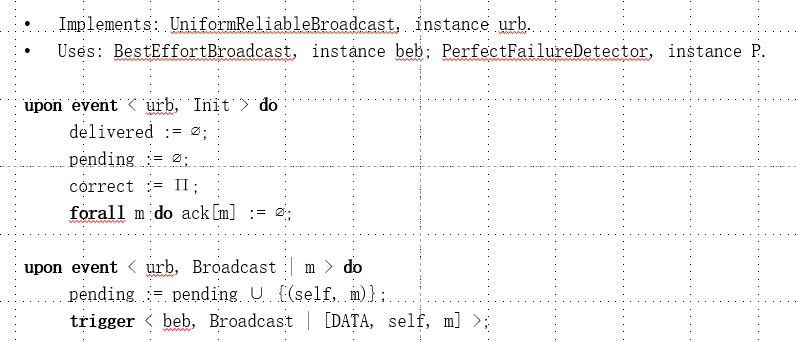 • Implements: UniformReliableBroadcast, instance urb.
• Uses: BestEffortBroadcast, instance beb; PerfectFailureDetector, instance P.
upon event < urb, Init > do
delivered := ∅;
pending := ∅;
correct := Π;
forall m do ack[m] := ∅;
upon event < urb, Broadcast | m > do
pending := pending ∪ {(self, m)};
trigger < beb, Broadcast | [DATA, self, m] >;